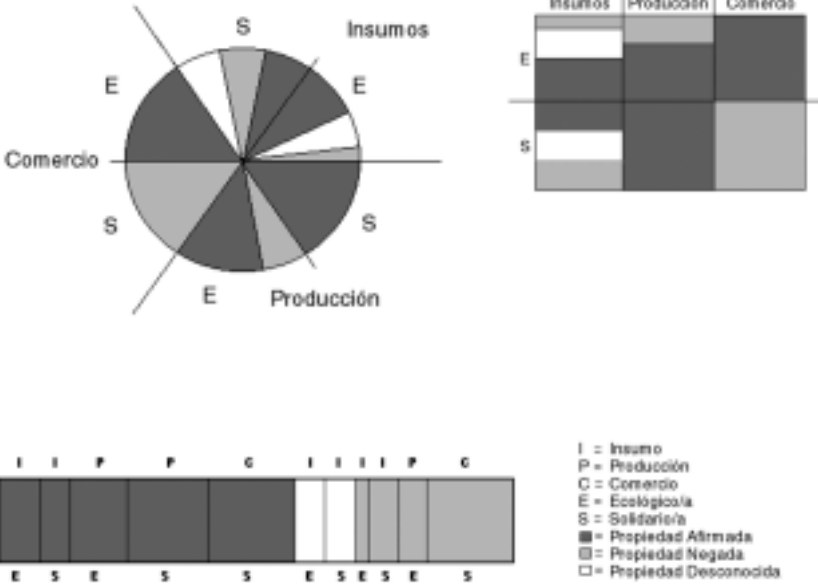 S
Insumos
E
E
Comercio
S
S
E
Producción
Insumos Producción Comercio
E
S
I I P P C I I I I P C
E S E S S E S E S E S
I = Insumo
P = Producción
C = Comercio
E = Ecológico/a
S = Solidario/a
= Propiedad Afirmada
= Propiedad Negada
= Propiedad Desconocida